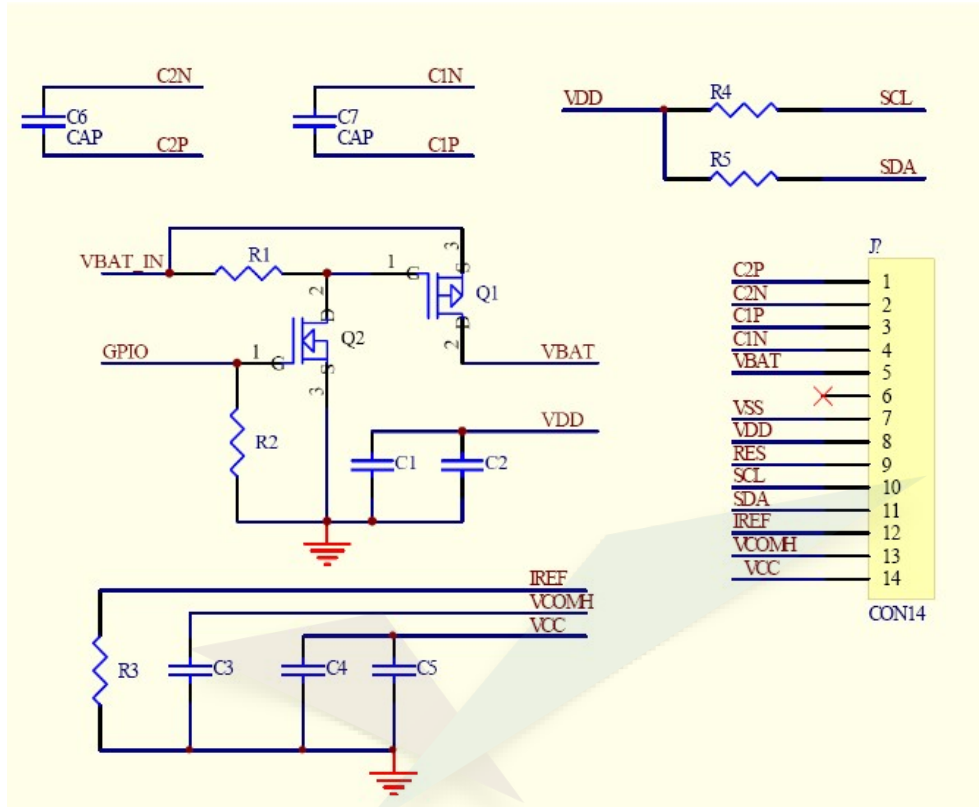 C2N
C6
CAP
C2P
C1N
C7
CAP
C1P
VDD
R4
SCL
R5
SDA
VBAT_IN
R1
1
G
3
S
Q1
D
2
VBAT
2
D
Q2
GPIO
1
G
S
3
R2
VDD
C1
C2
J?
C2P
1
C2N
2
C1P
3
C1N
4
VBAT
5
6
VSS
7
VDD
8
RES
9
SCL
10
SDA
11
IREF
12
VCOMH
13
VCC
14
CON14
IREF
VCOMH
VCC
R3
C3
C4
C5